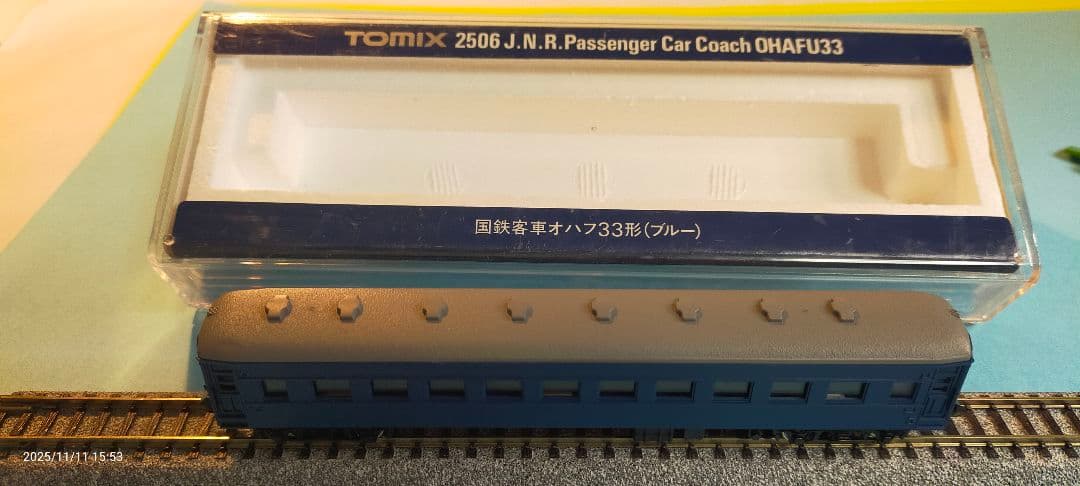 TOMIX 2506 J.N.R.Passenger Car Coach OHAFU33
国鉄客車オハフ33形(ブルー)
2025/11/11 15:53